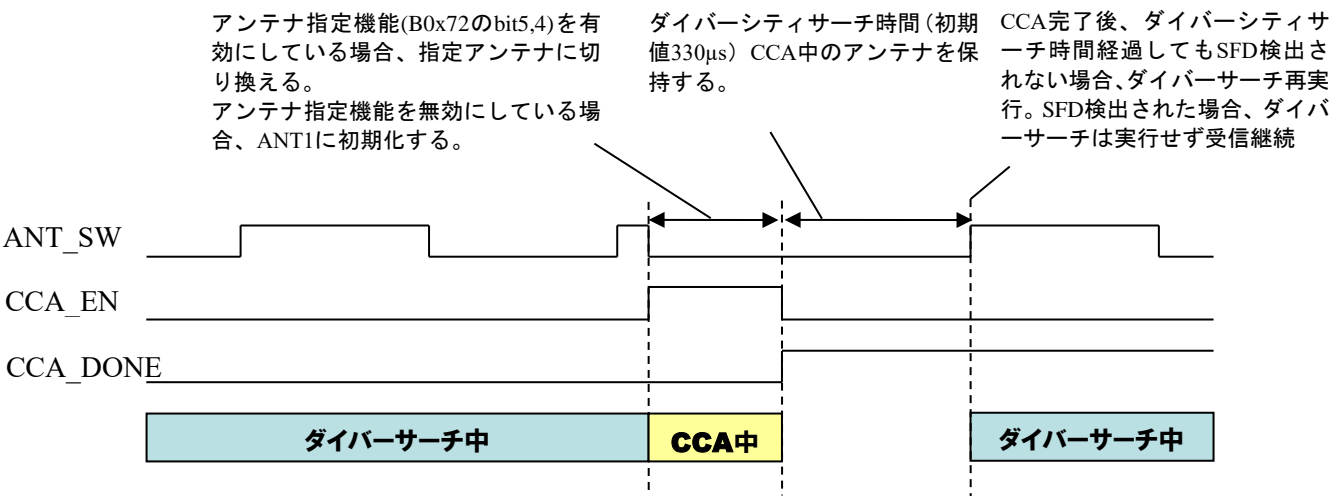 アンテナ指定機能(B0x72のbit5,4)を有
効にしている場合、指定アンテナに切
り換える。
アンテナ指定機能を無効にしている場
合、ANT1に初期化する。
ダイバーシティサーチ時間（初期
値330μs）CCA中のアンテナを保
持する。
CCA完了後、ダイバーシティサ
ーチ時間経過してもSFD検出さ
れない場合、ダイバーサーチ再実
行。SFD検出された場合、ダイバ
ーサーチは実行せず受信継続
ANT_SW
CCA_EN
CCA_DONE
ダイバーサーチ中
CCA中
ダイバーサーチ中